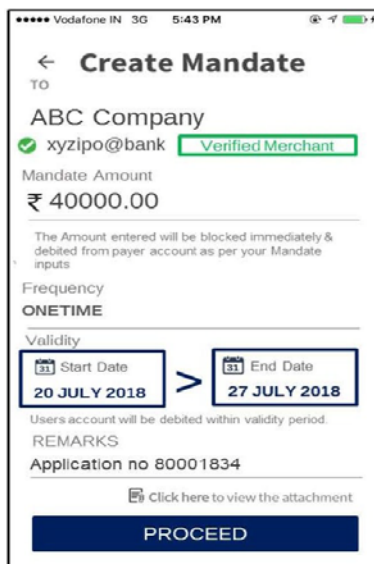 Vodafone IN 3G 5:43 PM
← Create Mandate
TO
ABC Company
xyzipo@bank Verified Merchant
Mandate Amount
₹ 40000.00
The Amount entered will be blocked immediately &
debited from payer account as per your Mandate
inputs
Frequency
ONETIME
Validity
31 Start Date
20 JULY 2018
>
31 End Date
27 JULY 2018
Users account will be debited within validity period.
REMARKS
Application no 80001834
Click here to view the attachment
PROCEED